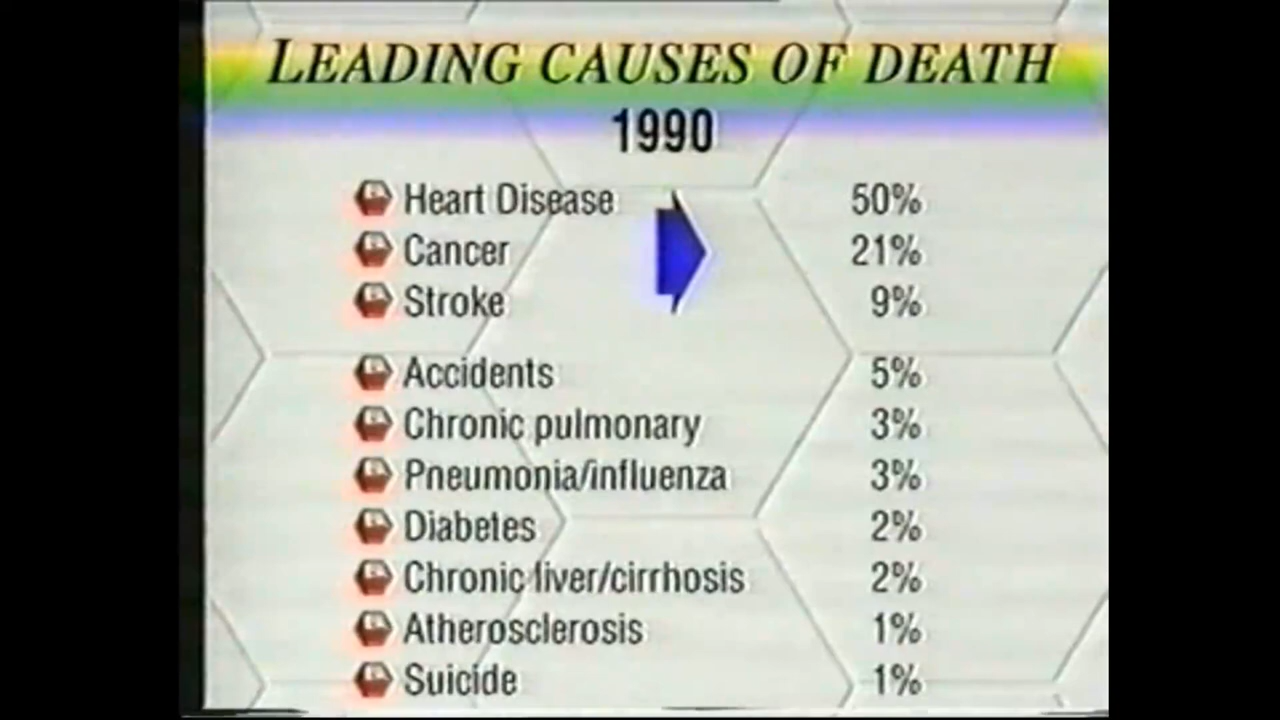 LEADING CAUSES OF DEATH
1990
Heart Disease 50%
Cancer 21%
Stroke 9%
Accidents 5%
Chronic pulmonary 3%
Pneumonia/influenza 3%
Diabetes 2%
Chronic liver/cirrhosis 2%
Atherosclerosis 1%
Suicide 1%